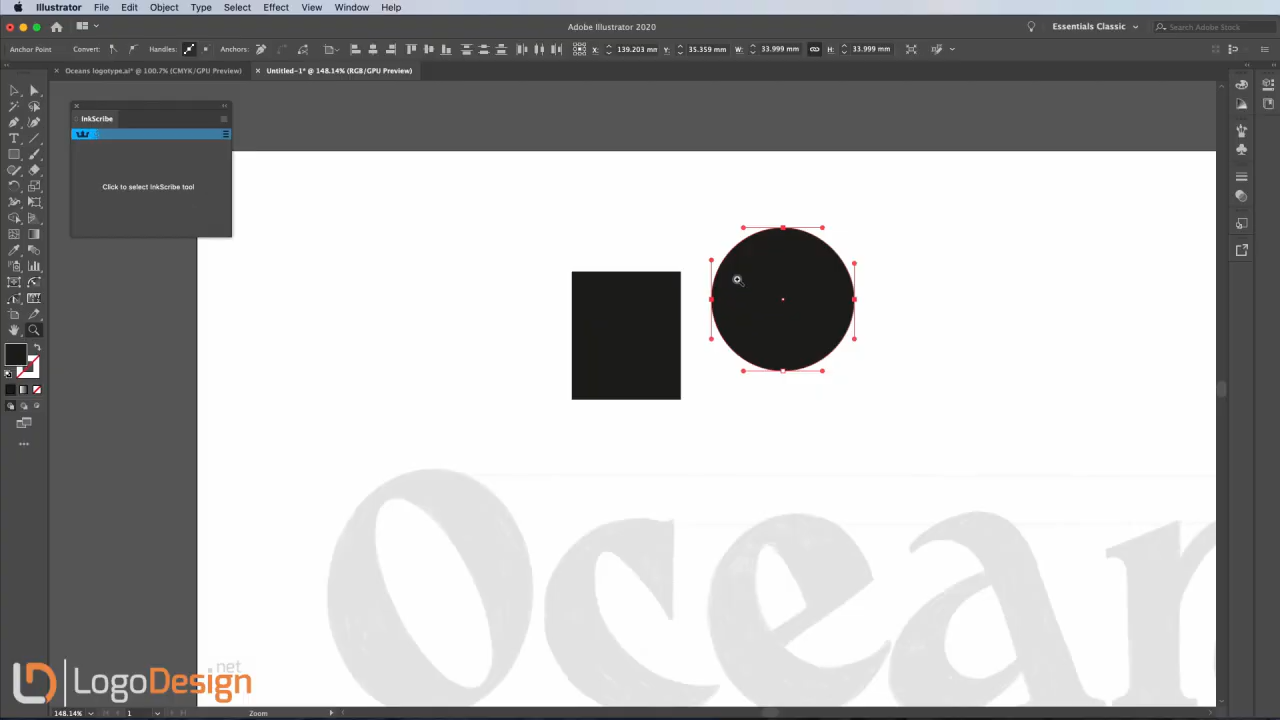 Illustrator File Edit Object Type Select Effect View Window Help
Adobe Illustrator 2020
Essentials Classic
Search Adobe Stock
Anchor Point Convert: Handles: Anchors: X: 139.203 mm Y: 35.359 mm W: 33.999 mm H: 33.999 mm
Oceans logotype.ai* @ 100.7% (CMYK/GPU Preview)
Untitled-1* @ 148.14% (RGB/GPU Preview)
InkScribe
Click to select InkScribe tool
Ocean
LogoDesign.net
148.14% 1 Zoom